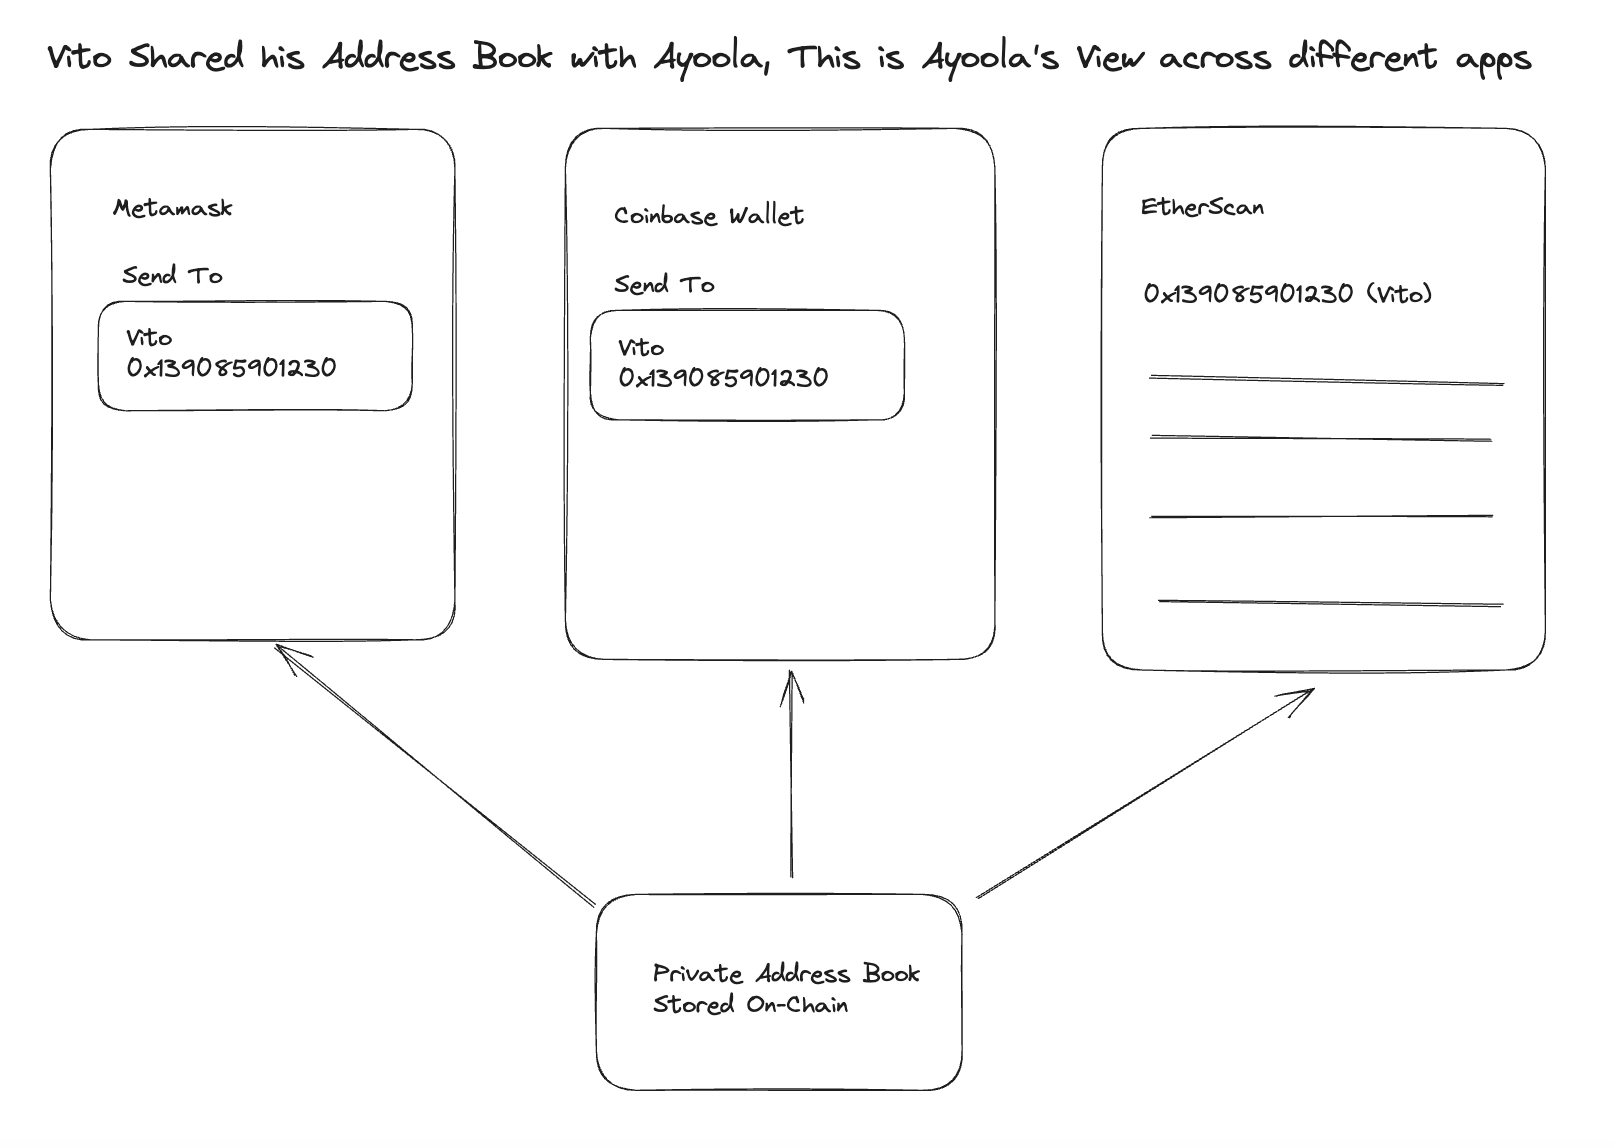 Vito Shared his Address Book with Ayoola, This is Ayoola's View across different apps
Metamask
Send To
Vito
0x139085901230
Coinbase Wallet
Send To
Vito
0x139085901230
EtherScan
0x139085901230 (Vito)
Private Address Book
Stored On-Chain